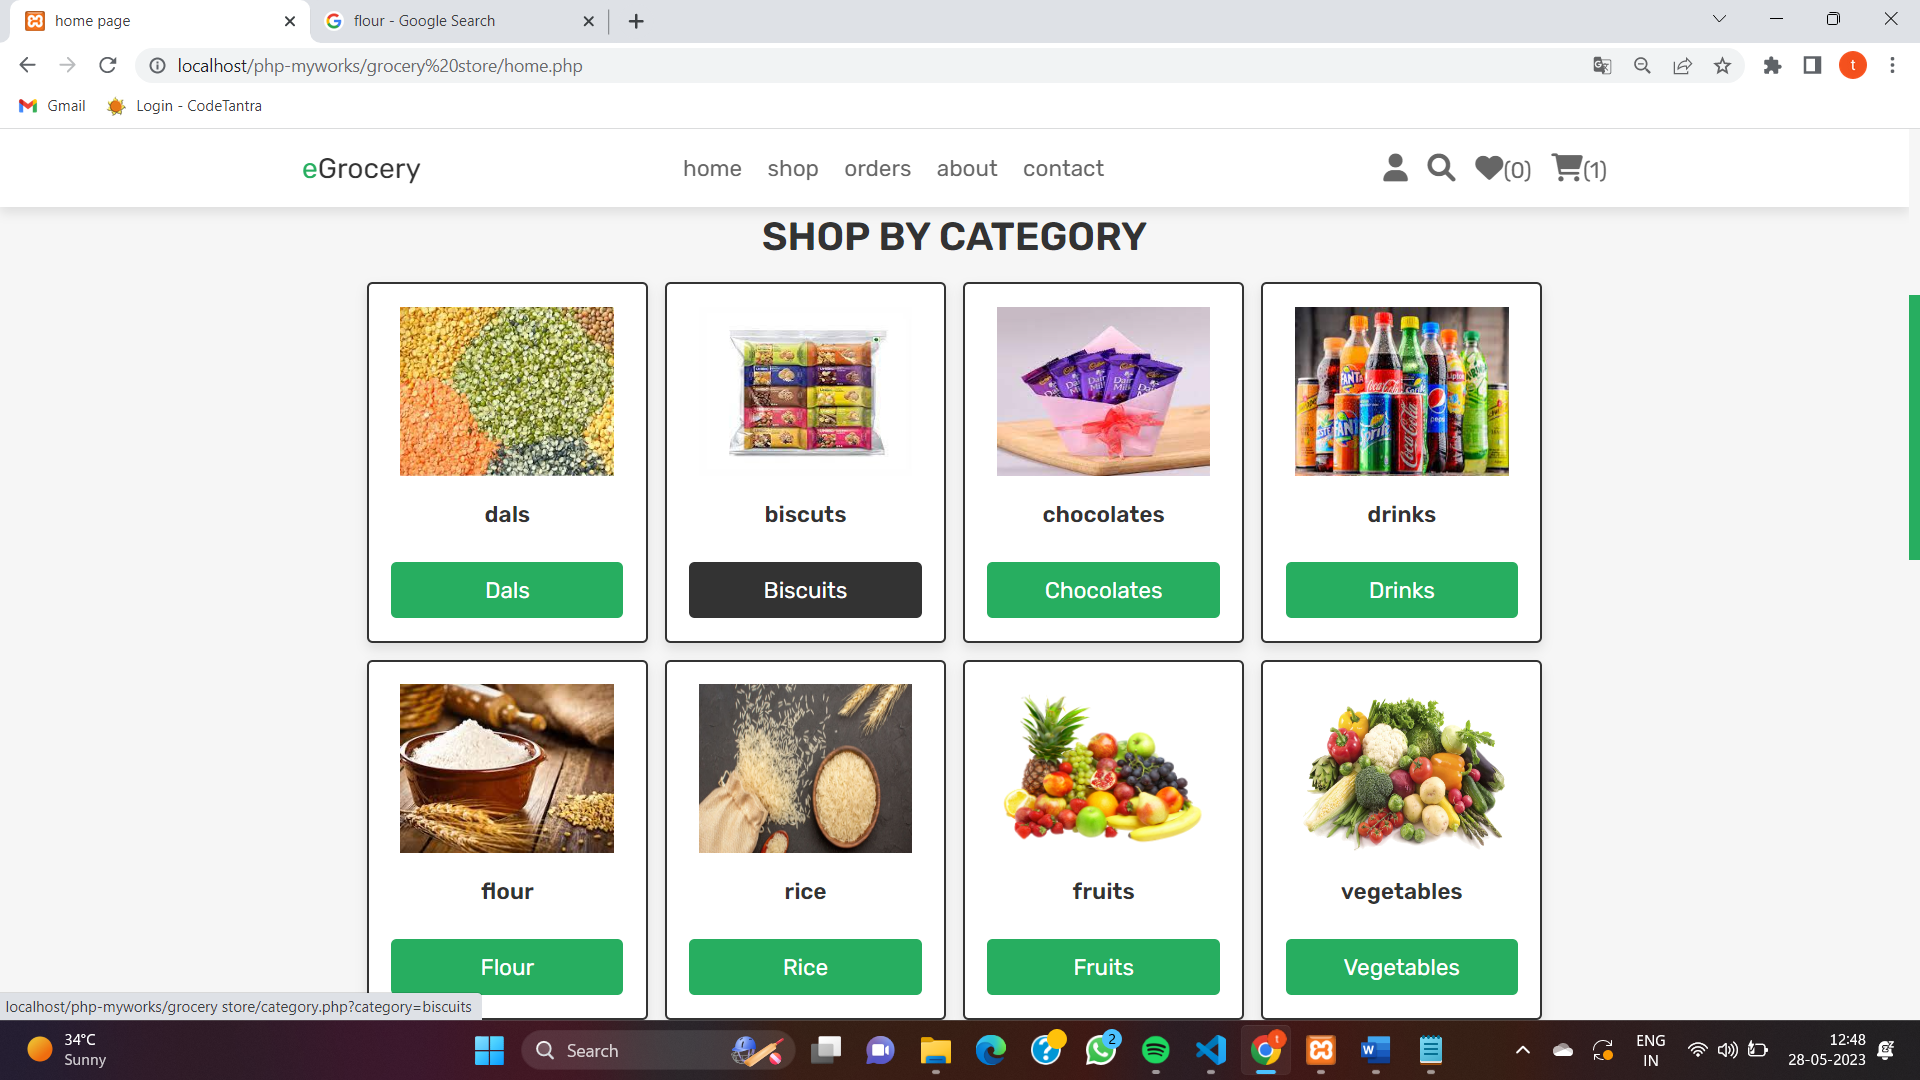 home page
flour - Google Search
localhost/php-myworks/grocery%20store/home.php
t
Gmail
Login - CodeTantra
eGrocery
home
shop
orders
about
contact
(0)
(1)
SHOP BY CATEGORY
dals
biscuts
chocolates
drinks
Dals
Biscuits
Chocolates
Drinks
flour
rice
fruits
vegetables
Flour
Rice
Fruits
Vegetables
localhost/php-myworks/grocery store/category.php?category=biscuits
34°C
Sunny
Search
2
t
ENG
IN
12:48
28-05-2023